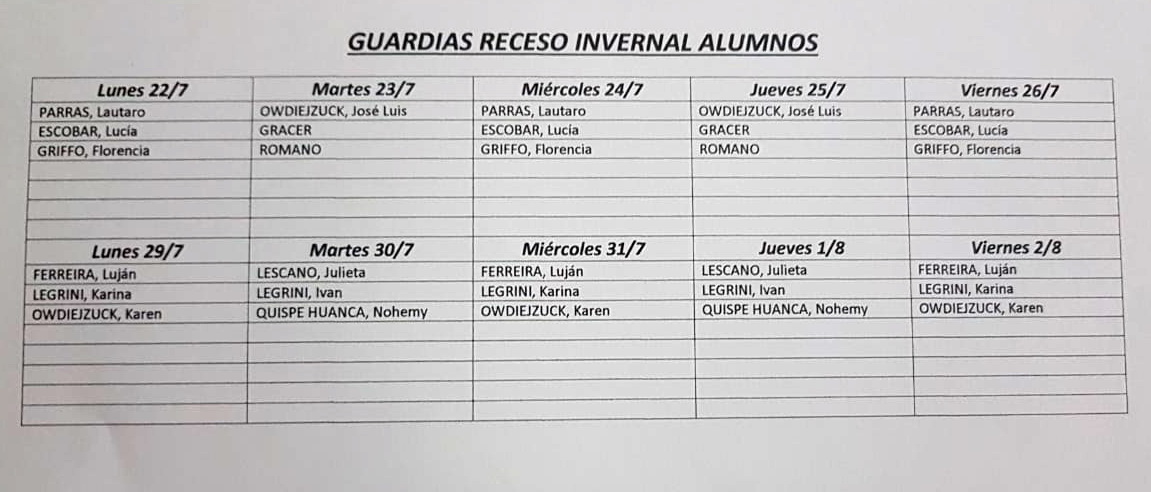 GUARDIAS RECESO INVERNAL ALUMNOS
Lunes 22/7 Martes 23/7 Miércoles 24/7 Jueves 25/7 Viernes 26/7
PARRAS, Lautaro OWDIEJZUCK, José Luis PARRAS, Lautaro OWDIEJZUCK, José Luis PARRAS, Lautaro
ESCOBAR, Lucía GRACER ESCOBAR, Lucía GRACER ESCOBAR, Lucía
GRIFFO, Florencia ROMANO GRIFFO, Florencia ROMANO GRIFFO, Florencia
Lunes 29/7 Martes 30/7 Miércoles 31/7 Jueves 1/8 Viernes 2/8
FERREIRA, Luján LESCANO, Julieta FERREIRA, Luján LESCANO, Julieta FERREIRA, Luján
LEGRINI, Karina LEGRINI, Ivan LEGRINI, Karina LEGRINI, Ivan LEGRINI, Karina
OWDIEJZUCK, Karen QUISPE HUANCA, Nohemy OWDIEJZUCK, Karen QUISPE HUANCA, Nohemy OWDIEJZUCK, Karen